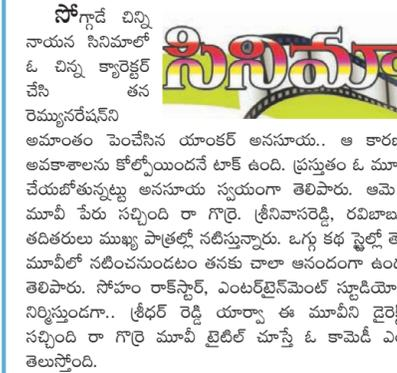 సోగ్గాడే చిన్ని
నాయన సినిమాలో
ఓ చిన్న క్యారెక్టర్
చేసి తన
రెమ్యునరేషన్‌ని
సినిమా
అమాంతం పెంచేసిన యాంకర్ అనసూయ.. ఆ కారణ
అవకాశాలను కోల్పోయిందనే టాక్ ఉంది. ప్రస్తుతం ఓ మూ
చేయబోతున్నట్టు అనసూయ స్వయంగా తెలిపారు. ఆమె
మూవీ పేరు సచ్చింది రా గొర్రె. శ్రీనివాసరెడ్డి, రవిబాబు
తదితరులు ముఖ్య పాత్రల్లో నటిస్తున్నారు. ఒగ్గు కథ స్టైల్లో తె
మూవీలో నటించనుండటం తనకు చాలా ఆనందంగా ఉంద
తెలిపారు. సోహం రాక్‌స్టార్, ఎంటర్‌టైన్‌మెంట్ స్టూడియో
నిర్మిస్తుండగా.. శ్రీధర్ రెడ్డి యార్వా ఈ మూవీని డైరెక్ట
సచ్చింది రా గొర్రె మూవీ టైటిల్ చూస్తే ఓ కామెడీ ఎం
తెలుస్తోంది.